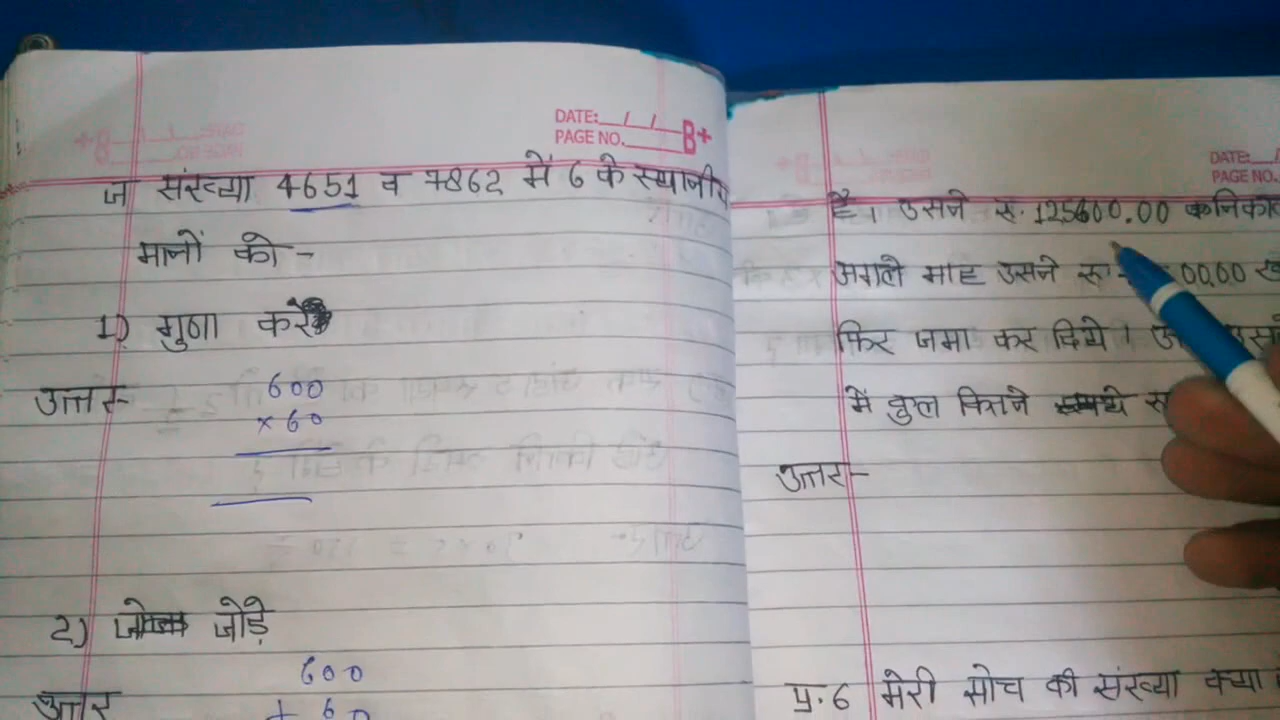 DATE: / /
PAGE NO.
B+
ज संख्या 4651 व 7862 में 6 के स्थानीय
मानों को -
1) गुणा करे
उत्तर-
600
×60
2) जोड़े
उत्तर
600
+ 60
DATE: /
PAGE NO.
है। उसने रु. 125600.00
अगले माह उसने रु 00.00
फिर जमा कर दिये।
में कुल कितने
उत्तर-
प्र. 6 मेरी सोच की संख्या क्या